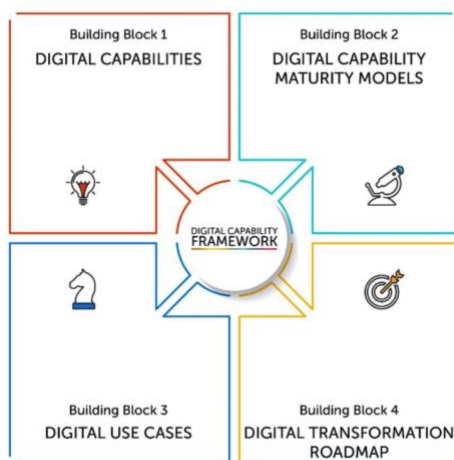 Building Block 1
DIGITAL CAPABILITIES
Building Block 2
DIGITAL CAPABILITY
MATURITY MODELS
DIGITAL CAPABILITY
FRAMEWORK
Building Block 3
DIGITAL USE CASES
Building Block 4
DIGITAL TRANSFORMATION
ROADMAP